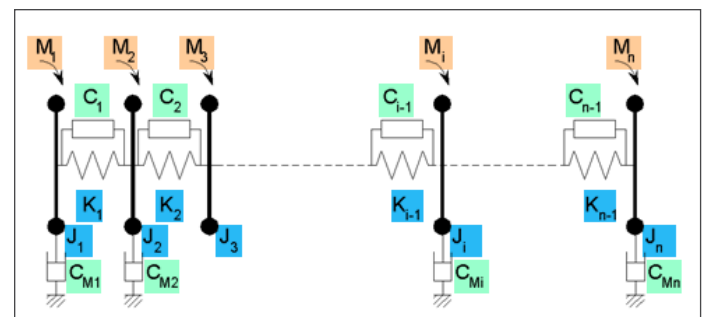 M1 M2 M3 Mi Mn
C1 C2 Ci-1 Cn-1
K1 K2 Ki-1 Kn-1
J1 J2 J3 Ji Jn
CM1 CM2 CMi CMn